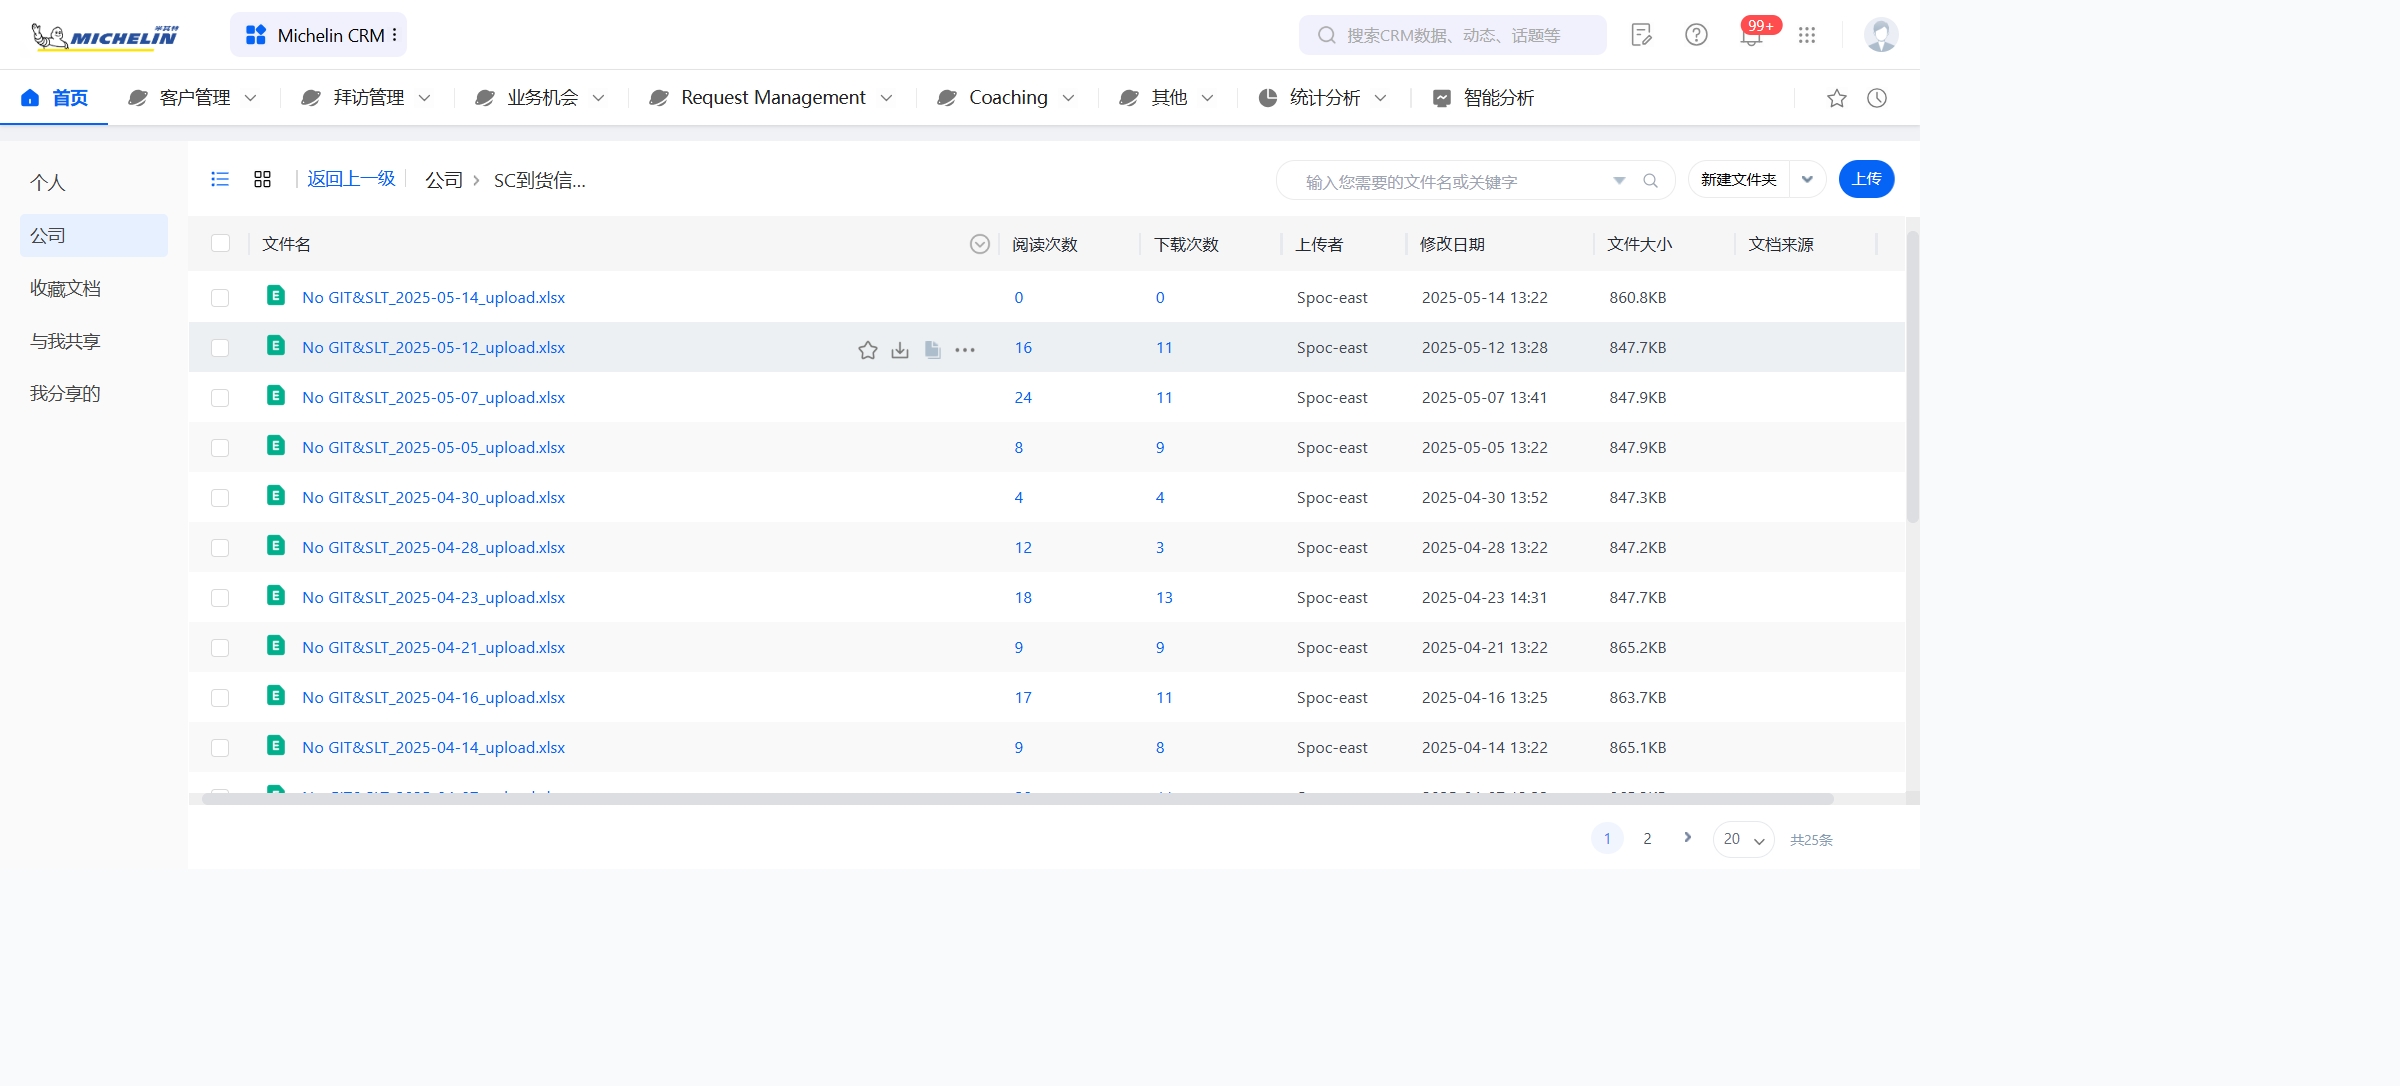 米其林
MICHELIN
Michelin CRM
搜索CRM数据、动态、话题等
99+
首页
客户管理
拜访管理
业务机会
Request Management
Coaching
其他
统计分析
智能分析
个人
公司
收藏文档
与我共享
我分享的
返回上一级
公司
SC到货信...
输入您需要的文件名或关键字
新建文件夹
上传
文件名 阅读次数 下载次数 上传者 修改日期 文件大小 文档来源
No GIT&SLT_2025-05-14_upload.xlsx 0 0 Spoc-east 2025-05-14 13:22 860.8KB
No GIT&SLT_2025-05-12_upload.xlsx 16 11 Spoc-east 2025-05-12 13:28 847.7KB
No GIT&SLT_2025-05-07_upload.xlsx 24 11 Spoc-east 2025-05-07 13:41 847.9KB
No GIT&SLT_2025-05-05_upload.xlsx 8 9 Spoc-east 2025-05-05 13:22 847.9KB
No GIT&SLT_2025-04-30_upload.xlsx 4 4 Spoc-east 2025-04-30 13:52 847.3KB
No GIT&SLT_2025-04-28_upload.xlsx 12 3 Spoc-east 2025-04-28 13:22 847.2KB
No GIT&SLT_2025-04-23_upload.xlsx 18 13 Spoc-east 2025-04-23 14:31 847.7KB
No GIT&SLT_2025-04-21_upload.xlsx 9 9 Spoc-east 2025-04-21 13:22 865.2KB
No GIT&SLT_2025-04-16_upload.xlsx 17 11 Spoc-east 2025-04-16 13:25 863.7KB
No GIT&SLT_2025-04-14_upload.xlsx 9 8 Spoc-east 2025-04-14 13:22 865.1KB
1 2 20 共25条